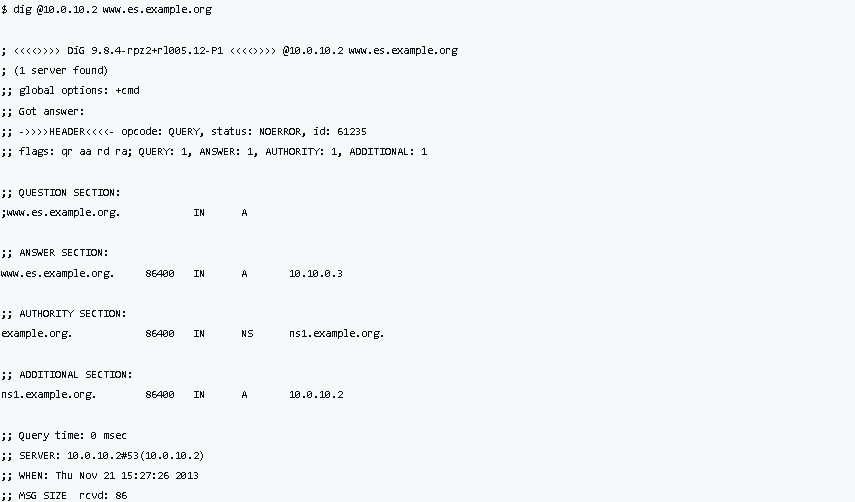 $ dig @10.0.10.2 www.es.example.org
; <<<<>>>> DiG 9.8.4-rpz2+rl005.12-P1 <<<<>>>> @10.0.10.2 www.es.example.org
; (1 server found)
;; global options: +cmd
;; Got answer:
;; ->>>>HEADER<<<<- opcode: QUERY, status: NOERROR, id: 61235
;; flags: qr aa rd ra; QUERY: 1, ANSWER: 1, AUTHORITY: 1, ADDITIONAL: 1
;; QUESTION SECTION:
;www.es.example.org. IN A
;; ANSWER SECTION:
www.es.example.org. 86400 IN A 10.10.0.3
;; AUTHORITY SECTION:
example.org. 86400 IN NS ns1.example.org.
;; ADDITIONAL SECTION:
ns1.example.org. 86400 IN A 10.0.10.2
;; Query time: 0 msec
;; SERVER: 10.0.10.2#53(10.0.10.2)
;; WHEN: Thu Nov 21 15:27:26 2013
;; MSG SIZE rcvd: 86